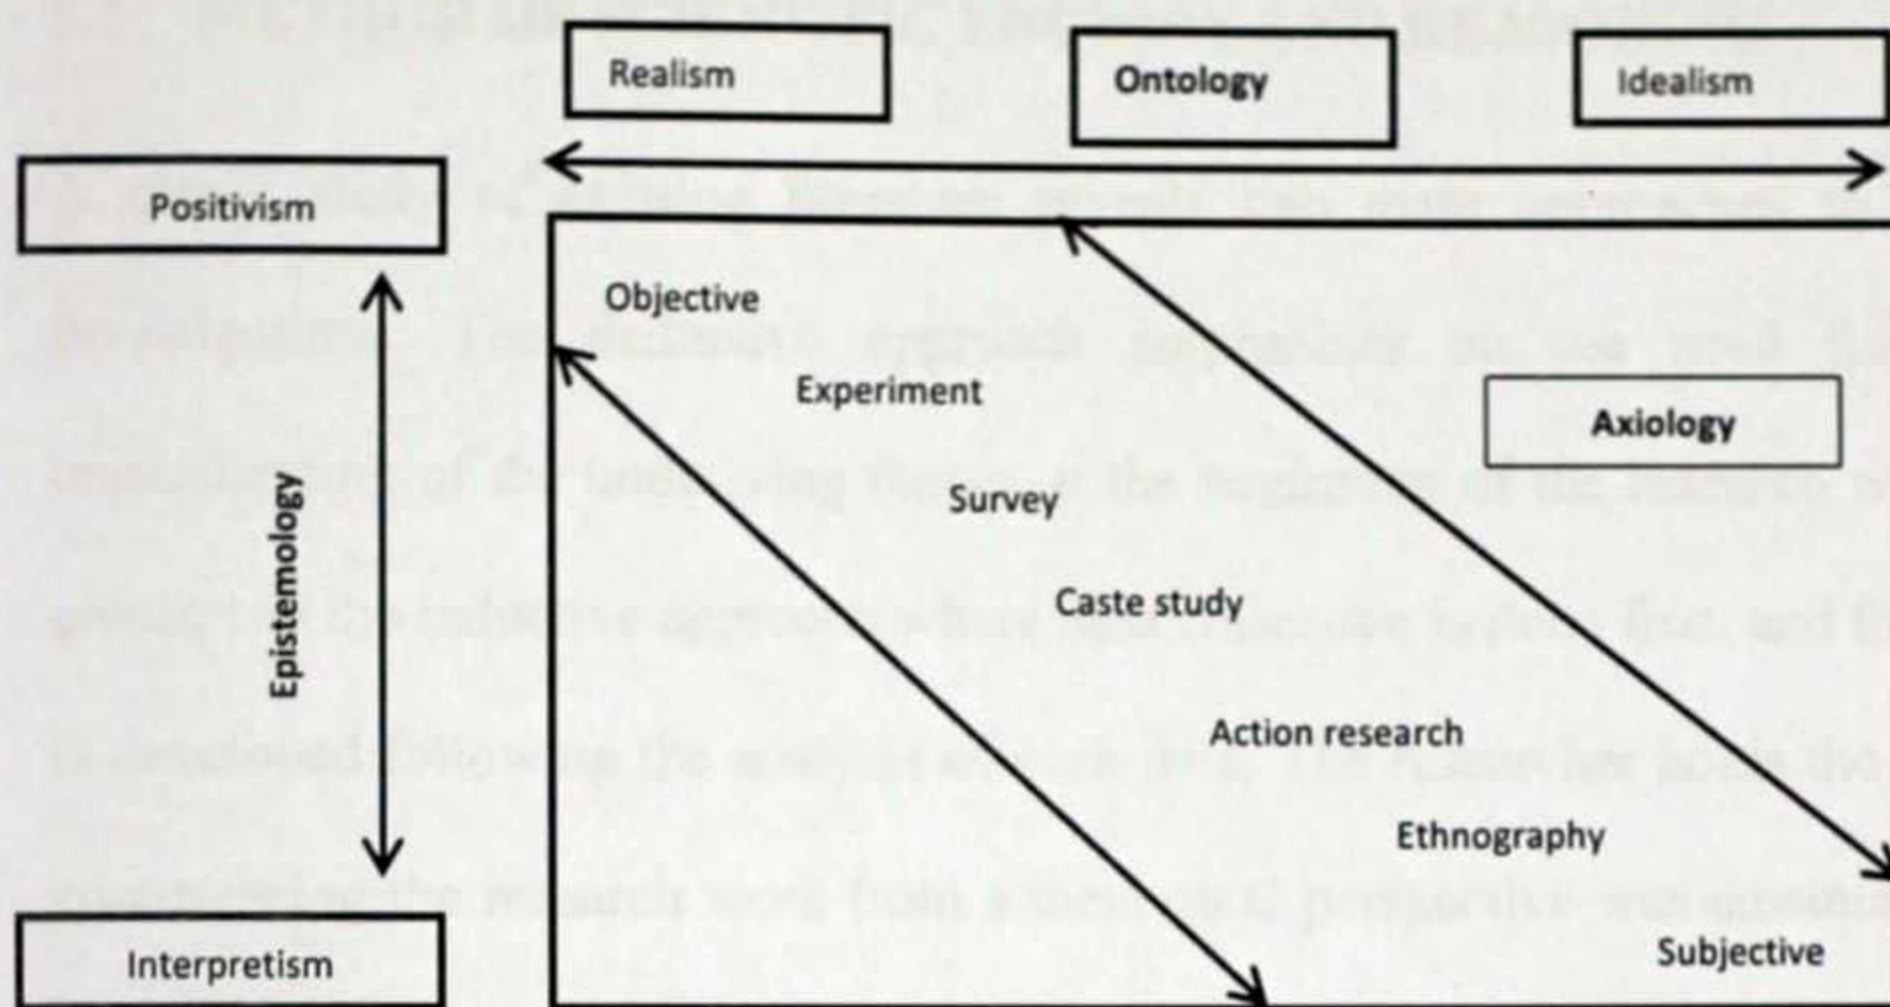 Realism
Ontology
Idealism
Positivism
Objective
Experiment
Axiology
Survey
Epistemology
Caste study
Action research
Ethnography
Subjective
Interpretism